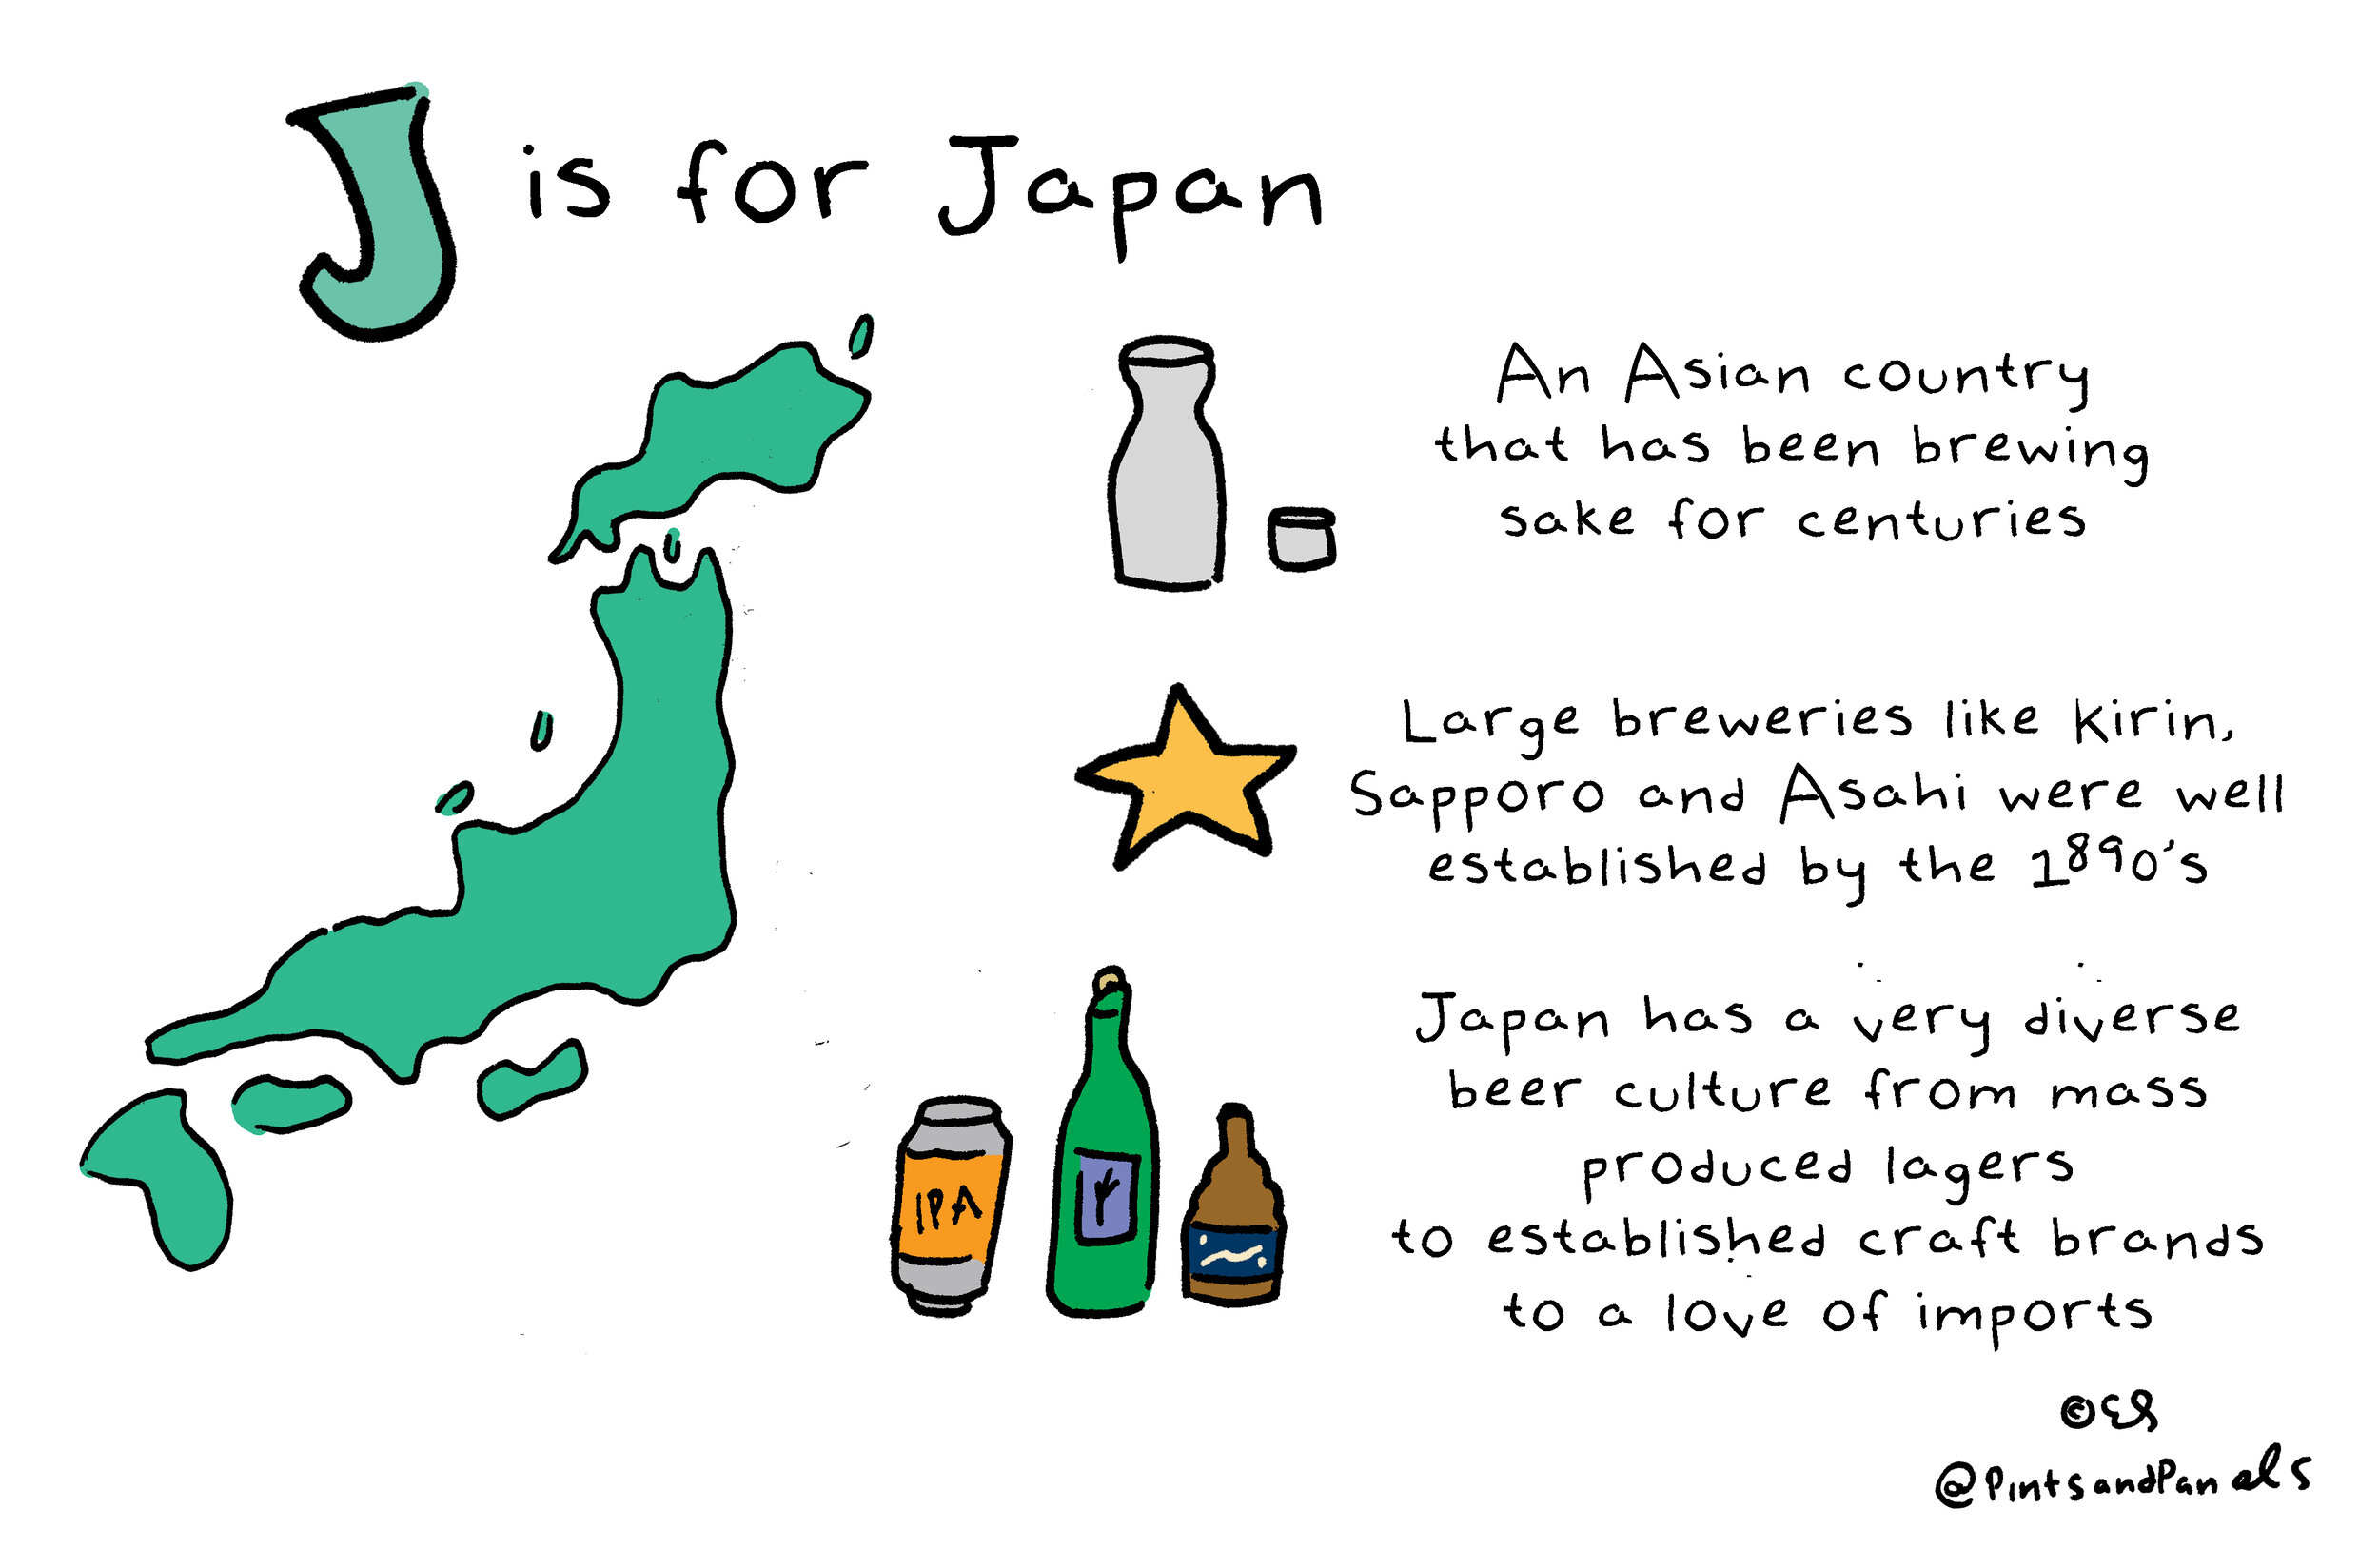 J is for Japan
An Asian country
that has been brewing
sake for centuries
Large breweries like Kirin,
Sapporo and Asahi were well
established by the 1890's
Japan has a very diverse
beer culture from mass
produced lagers
to established craft brands
to a love of imports
IPA
©ES
@PintsandPanels